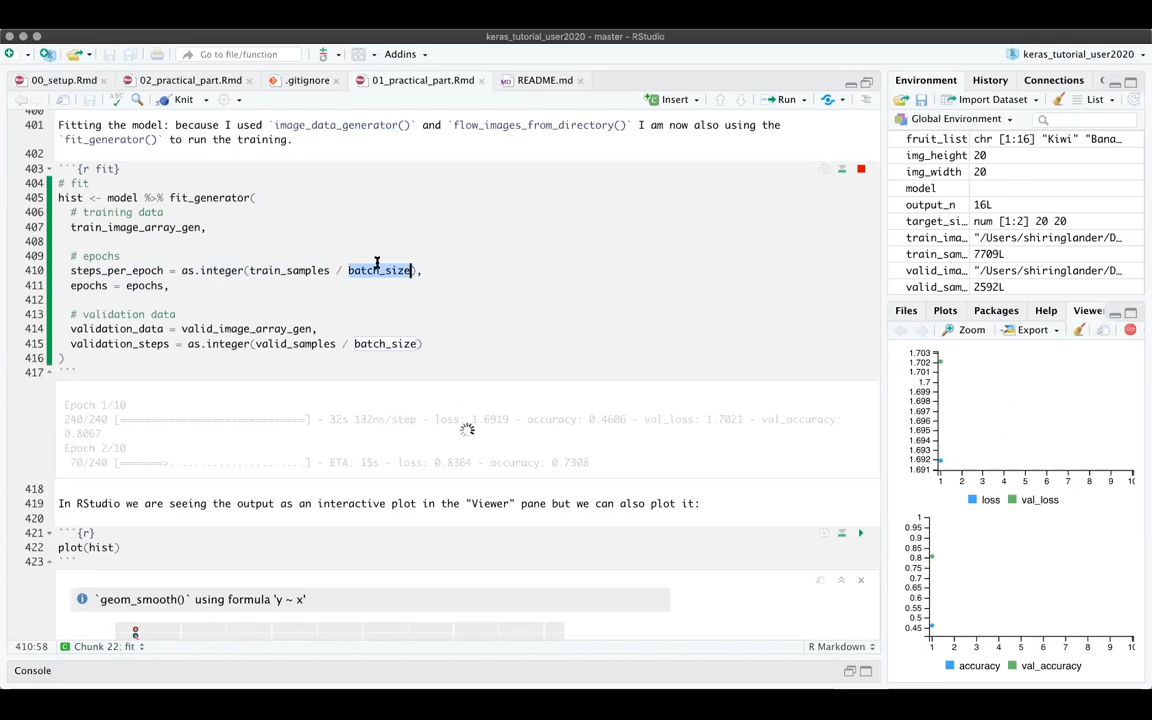 keras_tutorial_user2020 - master - RStudio
Go to file/function
Addins
keras_tutorial_user2020
00_setup.Rmd
02_practical_part.Rmd
.gitignore
01_practical_part.Rmd
README.md
Knit
Insert
Run
400
401 Fitting the model: because I used `image_data_generator()` and `flow_images_from_directory()` I am now also using the
`fit_generator()` to run the training.
402
403 ```{r fit}
404 # fit
405 hist <- model %>% fit_generator(
406 # training data
407 train_image_array_gen,
408
409 # epochs
410 steps_per_epoch = as.integer(train_samples / batch_size),
411 epochs = epochs,
412
413 # validation data
414 validation_data = valid_image_array_gen,
415 validation_steps = as.integer(valid_samples / batch_size)
416 )
417 ```
Epoch 1/10
240/240 [==============================] - 32s 132ms/step - loss: 1.6919 - accuracy: 0.4606 - val_loss: 1.7021 - val_accuracy:
0.8067
Epoch 2/10
70/240 [=======>......................] - ETA: 15s - loss: 0.8364 - accuracy: 0.7308
418
419 In RStudio we are seeing the output as an interactive plot in the "Viewer" pane but we can also plot it:
420
421 ```{r}
422 plot(hist)
423 ```
`geom_smooth()` using formula 'y ~ x'
410:58
Chunk 22: fit
R Markdown
Console
Environment
History
Connections
Import Dataset
List
Global Environment
fruit_list chr [1:16] "Kiwi" "Bana…
img_height 20
img_width 20
model
output_n 16L
target_si… num [1:2] 20 20
train_ima… "/Users/shiringlander/D…
train_sam… 7709L
valid_ima… "/Users/shiringlander/D…
valid_sam… 2592L
Files
Plots
Packages
Help
Viewer
Zoom
Export
1.703
1.702
1.701
1.7
1.699
1.698
1.697
1.696
1.695
1.694
1.693
1.692
1.691
1 2 3 4 5 6 7 8 9 10
loss val_loss
1
0.95
0.9
0.85
0.8
0.75
0.7
0.65
0.6
0.55
0.5
0.45
1 2 3 4 5 6 7 8 9 10
accuracy val_accuracy